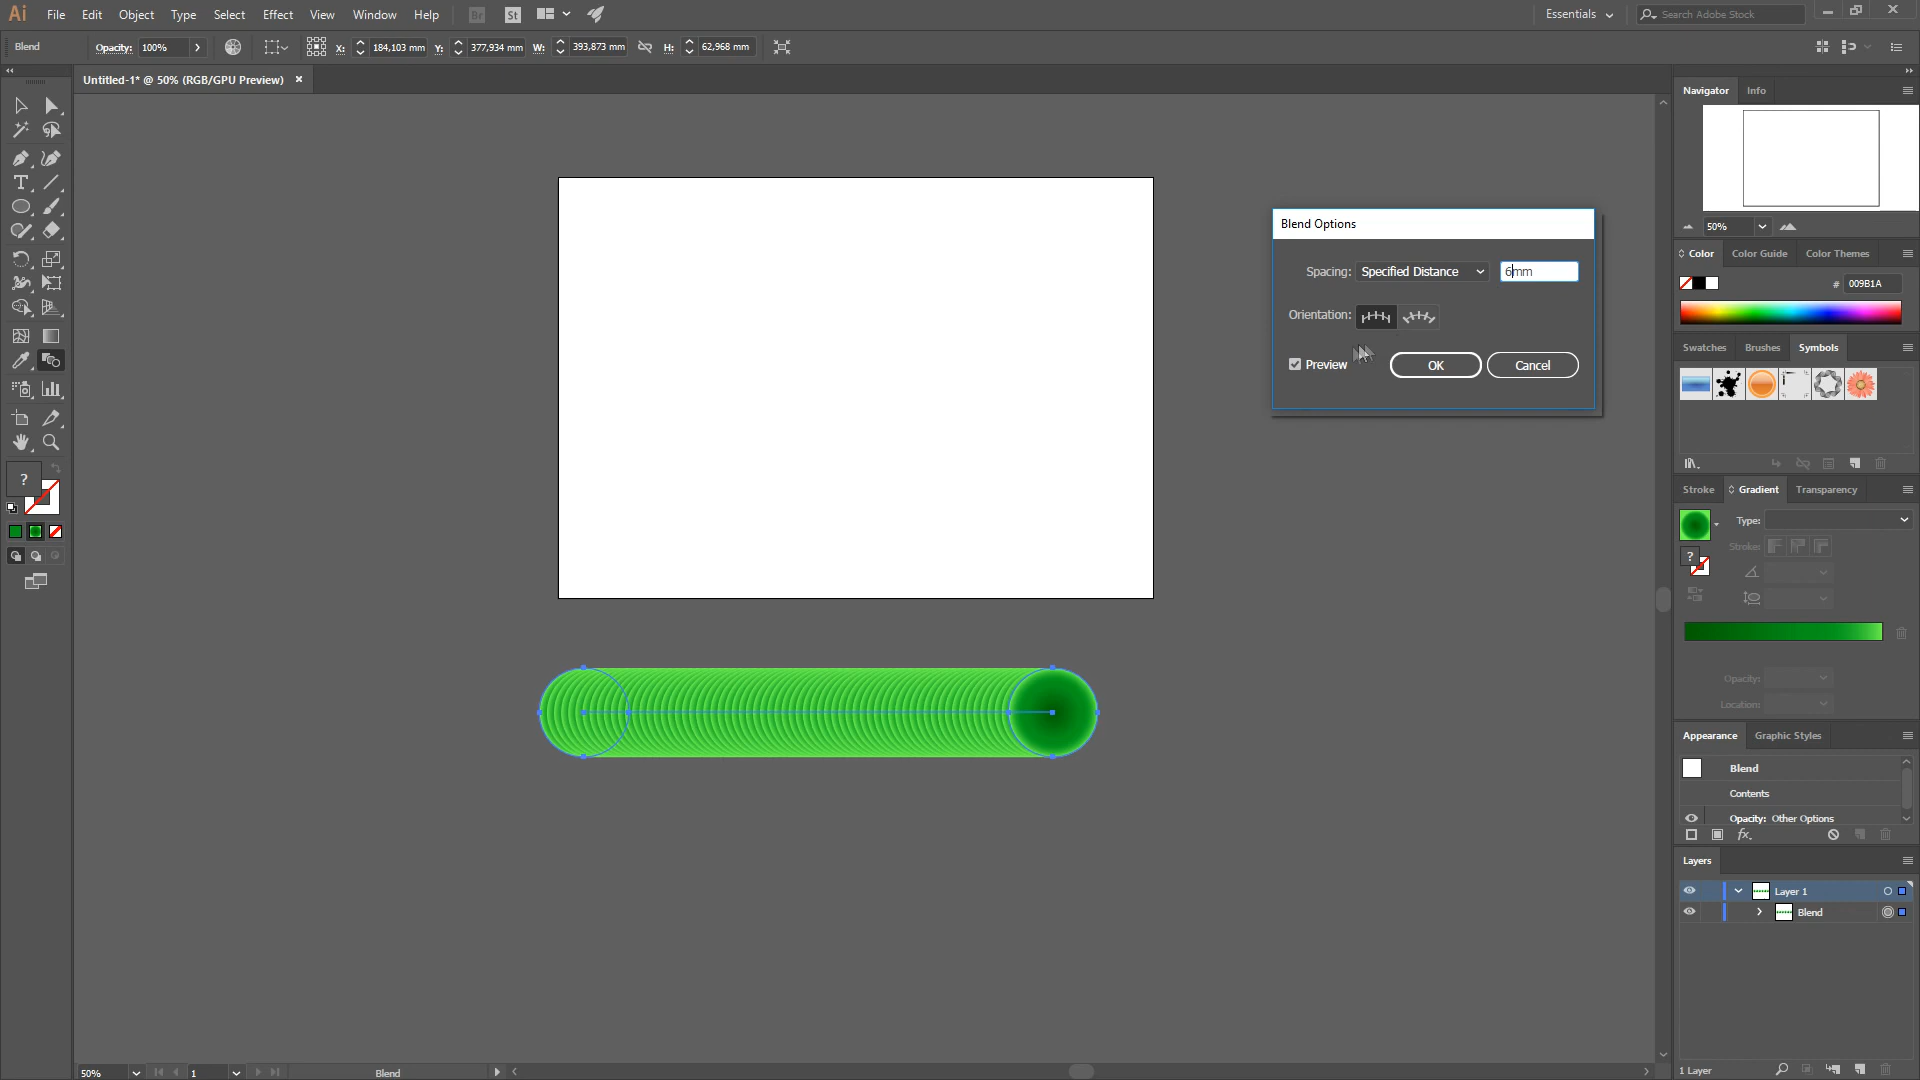 Ai File Edit Object Type Select Effect View Window Help Br St Essentials Search Adobe Stock
Blend Opacity: 100% X: 184,103 mm Y: 377,934 mm W: 393,873 mm H: 62,968 mm
Untitled-1* @ 50% (RGB/GPU Preview)
Navigator Info
50%
Blend Options
Spacing: Specified Distance 6mm
Orientation:
Preview OK Cancel
Color Color Guide Color Themes
# 009B1A
Swatches Brushes Symbols
Stroke Gradient Transparency
Type:
Stroke:
Opacity:
Location:
Appearance Graphic Styles
Blend
Contents
Opacity: Other Options
fx.
Layers
Layer 1
Blend
1 Layer
50% 1 Blend